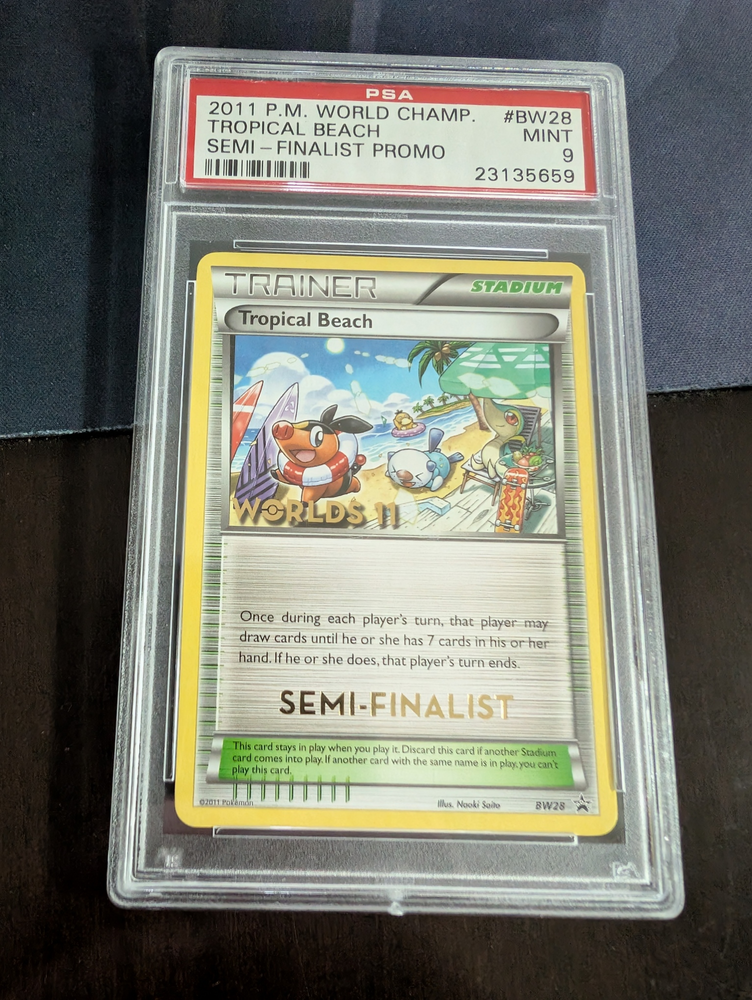 PSA
2011 P.M. WORLD CHAMP. #BW28
TROPICAL BEACH MINT
SEMI-FINALIST PROMO 9
23135659
TRAINER STADIUM
Tropical Beach
WORLDS 11
Once during each player's turn, that player may
draw cards until he or she has 7 cards in his or her
hand. If he or she does, that player's turn ends.
SEMI-FINALIST
This card stays in play when you play it. Discard this card if another Stadium
card comes into play. If another card with the same name is in play, you can't
play this card.
©2011 Pokémon Illus. Naoki Saito BW28